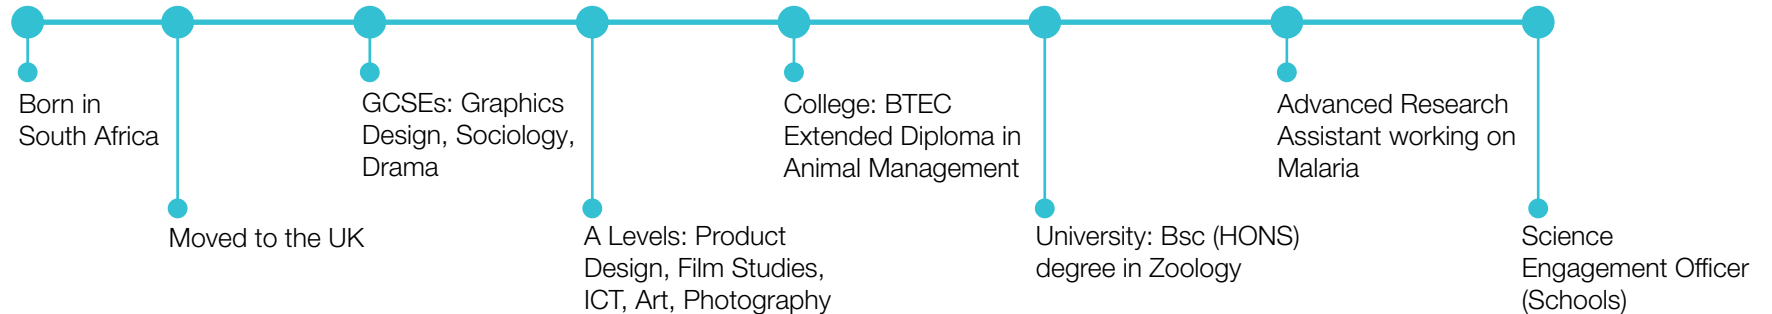 Born in
South Africa
Moved to the UK
GCSEs: Graphics
Design, Sociology,
Drama
A Levels: Product
Design, Film Studies,
ICT, Art, Photography
College: BTEC
Extended Diploma in
Animal Management
University: Bsc (HONS)
degree in Zoology
Advanced Research
Assistant working on
Malaria
Science
Engagement Officer
(Schools)